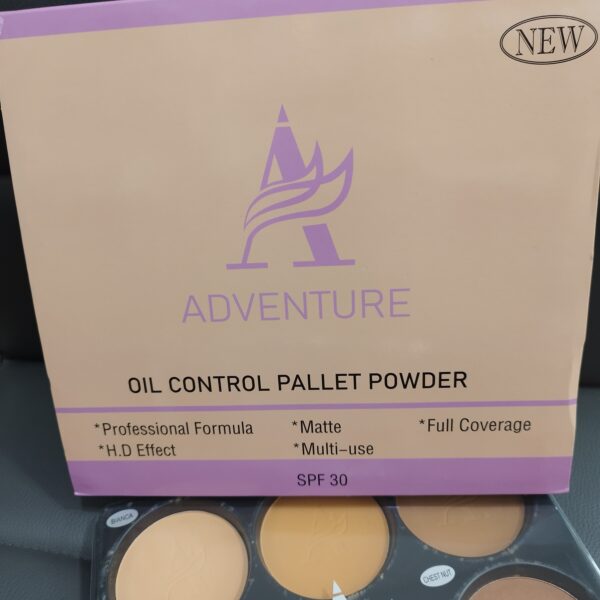 NEW
ADVENTURE
OIL CONTROL PALLET POWDER
*Professional Formula *Matte *Full Coverage
*H.D Effect *Multi-use
SPF 30
BIANCA
CHEST NUT